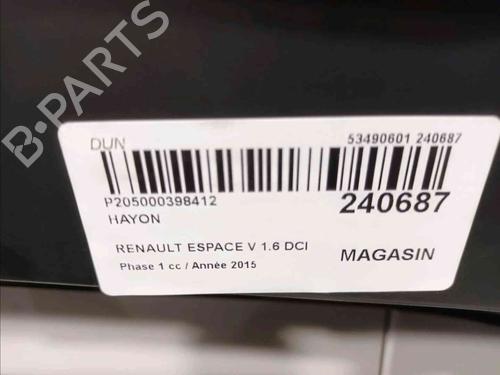 B-PARTS
DUN
53490601 240687
P205000398412
240687
HAYON
RENAULT ESPACE V 1.6 DCI
MAGASIN
Phase 1 cc / Année 2015